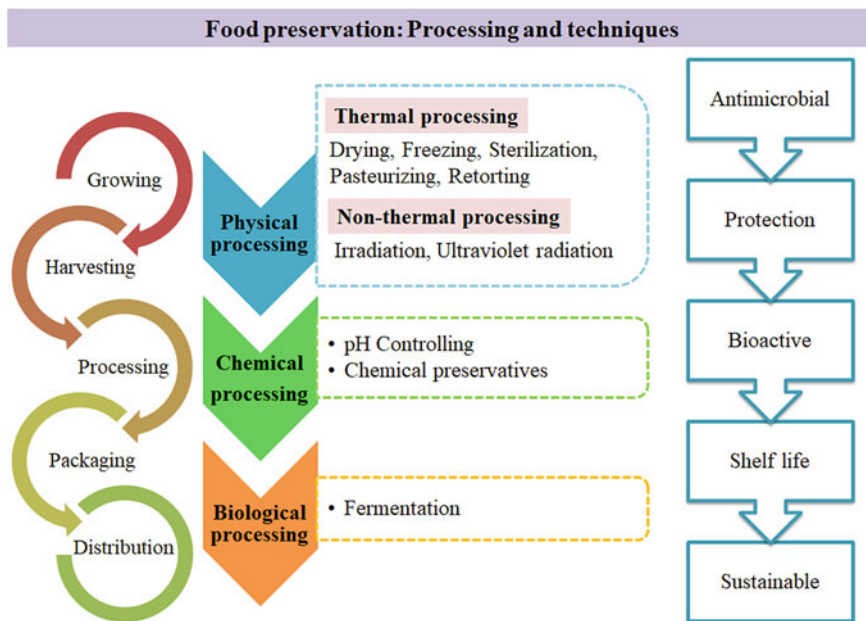 Food preservation: Processing and techniques
Growing
Harvesting
Processing
Packaging
Distribution
Physical
processing
Thermal processing
Drying, Freezing, Sterilization,
Pasteurizing, Retorting
Non-thermal processing
Irradiation, Ultraviolet radiation
Chemical
processing
• pH Controlling
• Chemical preservatives
Biological
processing
• Fermentation
Antimicrobial
Protection
Bioactive
Shelf life
Sustainable